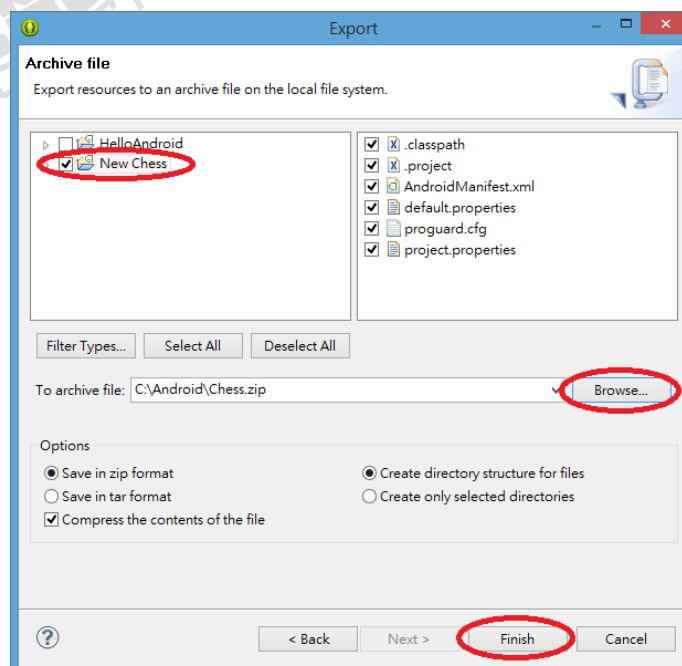 Export
Archive file
Export resources to an archive file on the local file system.
HelloAndroid
New Chess
.classpath
.project
AndroidManifest.xml
default.properties
proguard.cfg
project.properties
Filter Types... Select All Deselect All
To archive file: C:\Android\Chess.zip Browse...
Options
Save in zip format Create directory structure for files
Save in tar format Create only selected directories
Compress the contents of the file
< Back Next > Finish Cancel